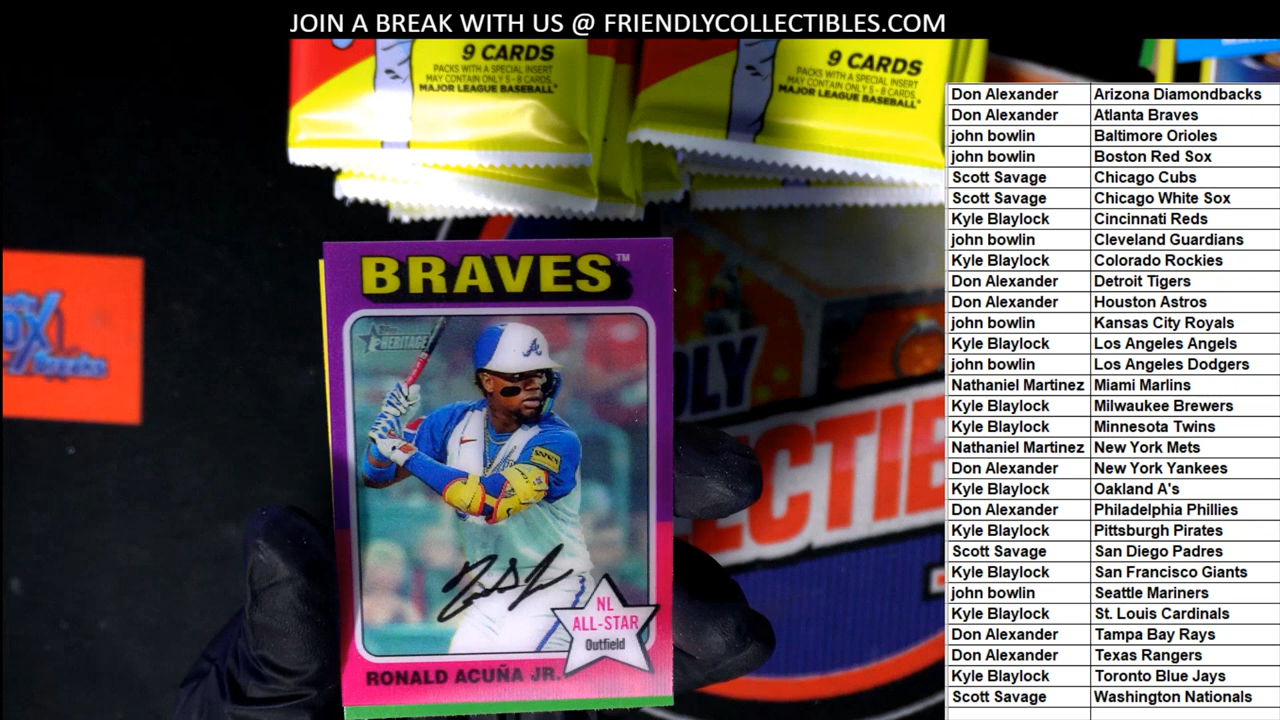 JOIN A BREAK WITH US @ FRIENDLYCOLLECTIBLES.COM
9 CARDS
PACKS WITH A SPECIAL INSERT
MAY CONTAIN ONLY 5 - 8 CARDS.
MAJOR LEAGUE BASEBALL
9 CARDS
PACKS WITH A SPECIAL INSERT
MAY CONTAIN ONLY 5 - 8 CARDS.
MAJOR LEAGUE BASEBALL
BRAVES™
Topps
HERITAGE
A
NL
ALL-STAR
Outfield
RONALD ACUÑA JR.
OX
Breaks
DLY
ECTIB
Don Alexander Arizona Diamondbacks
Don Alexander Atlanta Braves
john bowlin Baltimore Orioles
john bowlin Boston Red Sox
Scott Savage Chicago Cubs
Scott Savage Chicago White Sox
Kyle Blaylock Cincinnati Reds
john bowlin Cleveland Guardians
Kyle Blaylock Colorado Rockies
Don Alexander Detroit Tigers
Don Alexander Houston Astros
john bowlin Kansas City Royals
Kyle Blaylock Los Angeles Angels
john bowlin Los Angeles Dodgers
Nathaniel Martinez Miami Marlins
Kyle Blaylock Milwaukee Brewers
Kyle Blaylock Minnesota Twins
Nathaniel Martinez New York Mets
Don Alexander New York Yankees
Kyle Blaylock Oakland A's
Don Alexander Philadelphia Phillies
Kyle Blaylock Pittsburgh Pirates
Scott Savage San Diego Padres
Kyle Blaylock San Francisco Giants
john bowlin Seattle Mariners
Kyle Blaylock St. Louis Cardinals
Don Alexander Tampa Bay Rays
Don Alexander Texas Rangers
Kyle Blaylock Toronto Blue Jays
Scott Savage Washington Nationals